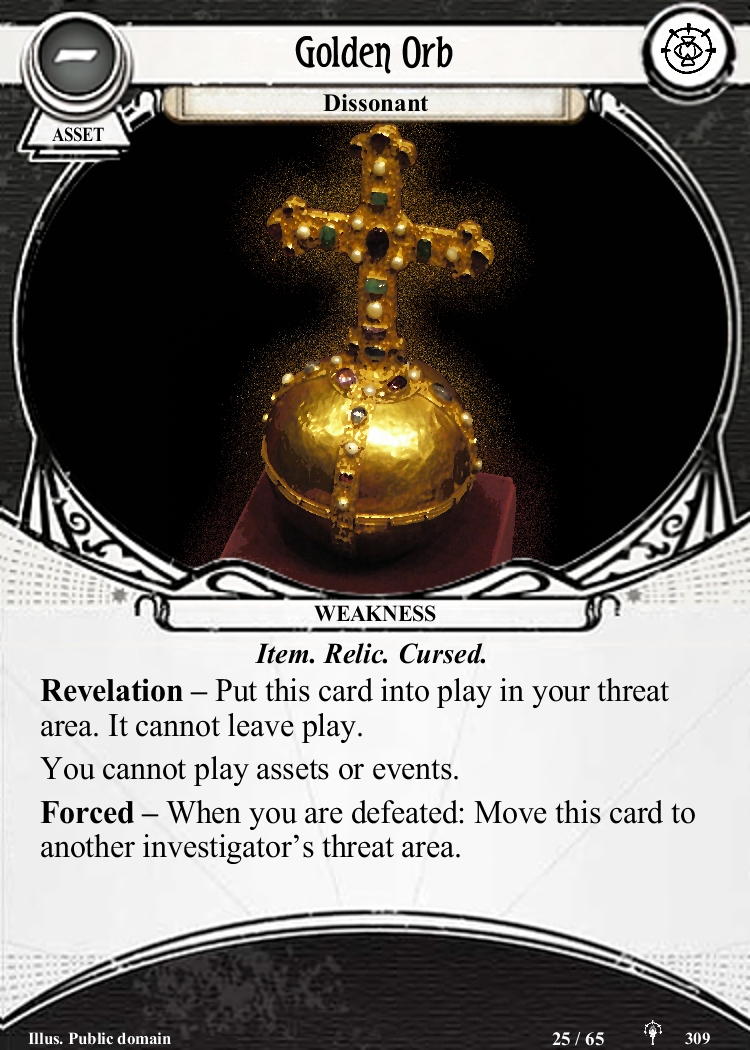 Golden Orb
–
ASSET
Dissonant
WEAKNESS
Item. Relic. Cursed.
Revelation – Put this card into play in your threat
area. It cannot leave play.
You cannot play assets or events.
Forced – When you are defeated: Move this card to
another investigator’s threat area.
Illus. Public domain
25 / 65
309